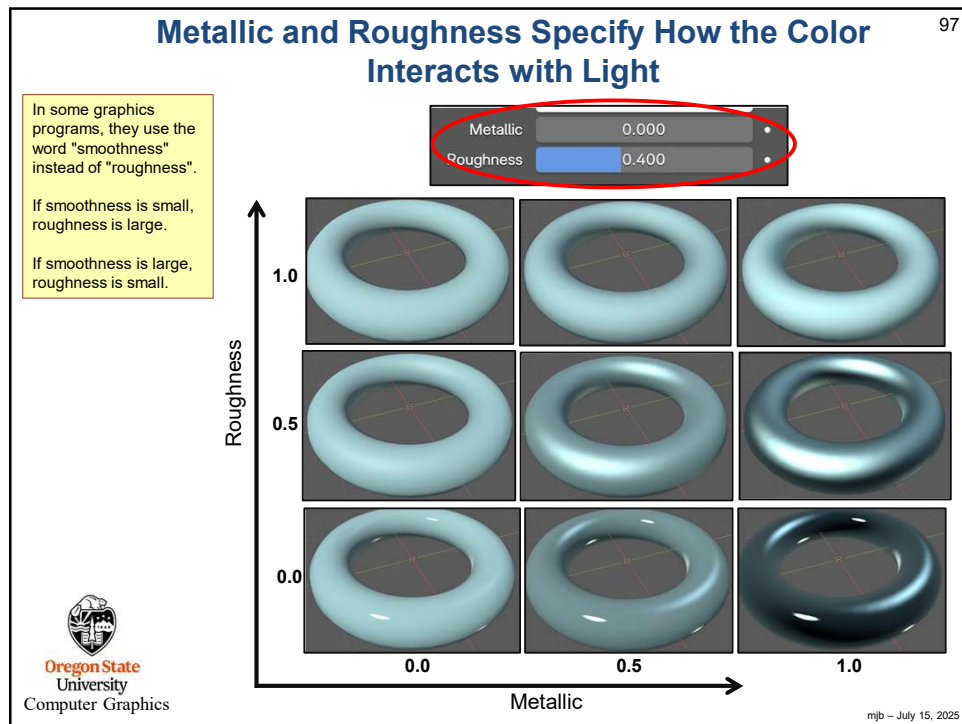 Metallic and Roughness Specify How the Color
Interacts with Light
97
In some graphics
programs, they use the
word "smoothness"
instead of "roughness".
If smoothness is small,
roughness is large.
If smoothness is large,
roughness is small.
Metallic 0.000
Roughness 0.400
Roughness
1.0
0.5
0.0
0.0 0.5 1.0
Metallic
Oregon State
University
Computer Graphics
mjb – July 15, 2025